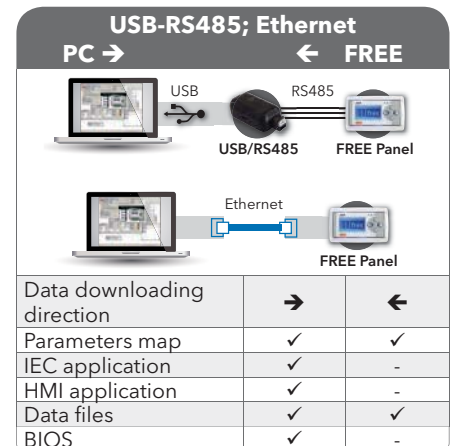 USB-RS485; Ethernet
PC → ← FREE
USB RS485
USB/RS485 FREE Panel
Ethernet
FREE Panel
Data downloading direction → ←
Parameters map ✓ ✓
IEC application ✓ -
HMI application ✓ -
Data files ✓ ✓
BIOS ✓ -